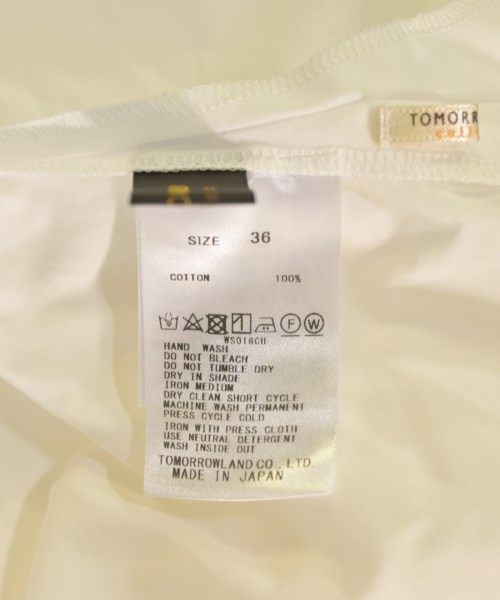 TOMORR
coll
SIZE 36
COTTON 100%
F W
WS018CU
HAND WASH
DO NOT BLEACH
DO NOT TUMBLE DRY
DRY IN SHADE
IRON MEDIUM
DRY CLEAN SHORT CYCLE
MACHINE WASH PERMANENT
PRESS CYCLE COLD
IRON WITH PRESS CLOTH
USE NEUTRAL DETERGENT
WASH INSIDE OUT
TOMORROWLAND CO., LTD.
MADE IN JAPAN